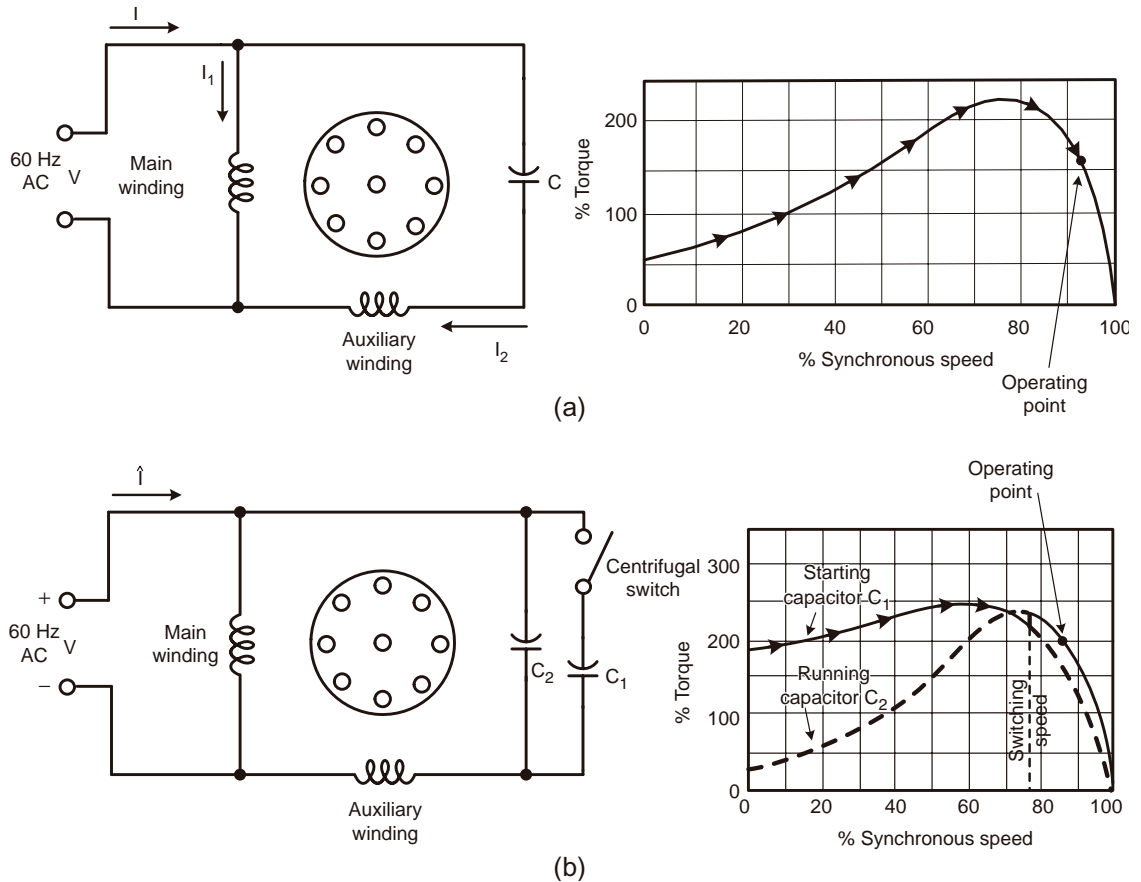 I
I1
60 Hz
AC
V
Main
winding
C
Auxiliary
winding
I2
% Torque
200
100
0
0 20 40 60 80 100
% Synchronous speed
Operating
point
(a)
Î
+
60 Hz
AC
V
−
Main
winding
Centrifugal
switch
C2
C1
Auxiliary
winding
Operating
point
% Torque
300
200
100
0
Starting
capacitor C1
Running
capacitor C2
Switching
speed
0 20 40 60 80 100
% Synchronous speed
(b)